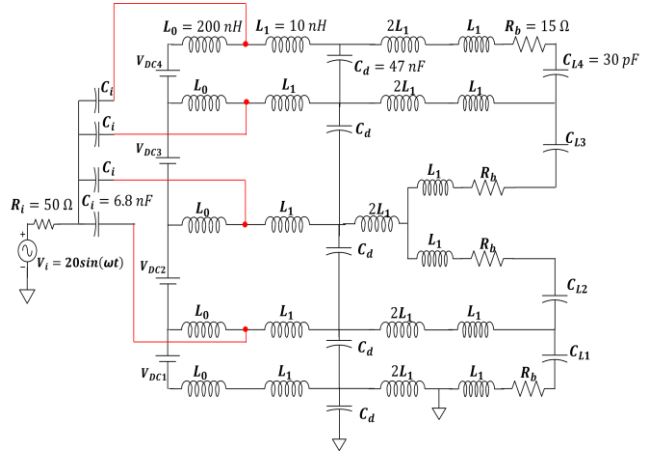 L₀ = 200 nH L₁ = 10 nH 2L₁ L₁ R_b = 15 Ω
V_DC4 C_d = 47 nF C_L4 = 30 pF
C_i L₀ L₁ 2L₁ L₁
C_i C_d
V_DC3 C_L3
C_i L₁ R_b
R_i = 50 Ω C_i = 6.8 nF L₀ L₁ 2L₁
+ L₁ R_b
− V_i = 20sin(ωt) C_d
V_DC2 C_L2
L₀ L₁ 2L₁ L₁
C_d C_L1
V_DC1 L₀ L₁ 2L₁ L₁ R_b
C_d